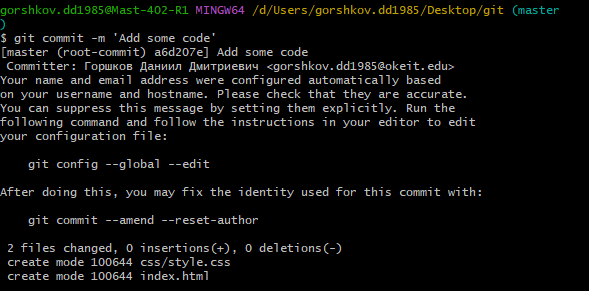 gorshkov.dd1985@Mast-402-R1 MINGW64 /d/Users/gorshkov.dd1985/Desktop/git (master
)
$ git commit -m 'Add some code'
[master (root-commit) a6d207e] Add some code
 Committer: Горшков Даниил Дмитриевич <gorshkov.dd1985@okeit.edu>
Your name and email address were configured automatically based
on your username and hostname. Please check that they are accurate.
You can suppress this message by setting them explicitly. Run the
following command and follow the instructions in your editor to edit
your configuration file:

    git config --global --edit

After doing this, you may fix the identity used for this commit with:

    git commit --amend --reset-author

 2 files changed, 0 insertions(+), 0 deletions(-)
 create mode 100644 css/style.css
 create mode 100644 index.html